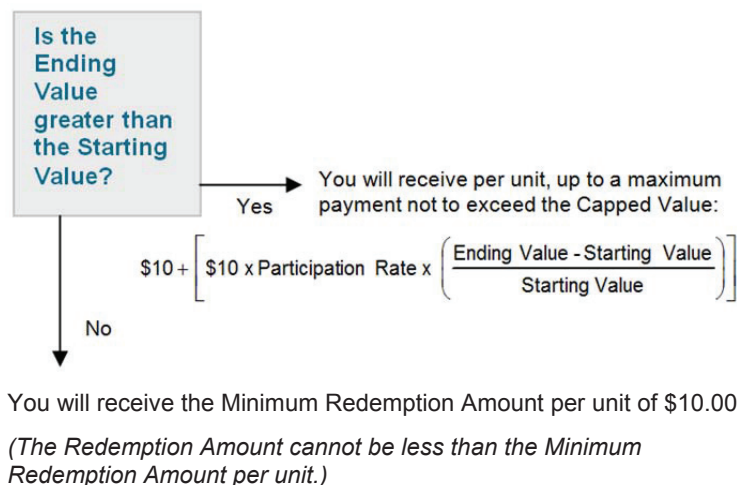 Is the
Ending
Value
greater than
the Starting
Value?
Yes
You will receive per unit, up to a maximum
payment not to exceed the Capped Value:
$10 + [ $10 x Participation Rate x ( Ending Value - Starting Value
Starting Value ) ]
No
You will receive the Minimum Redemption Amount per unit of $10.00
(The Redemption Amount cannot be less than the Minimum
Redemption Amount per unit.)